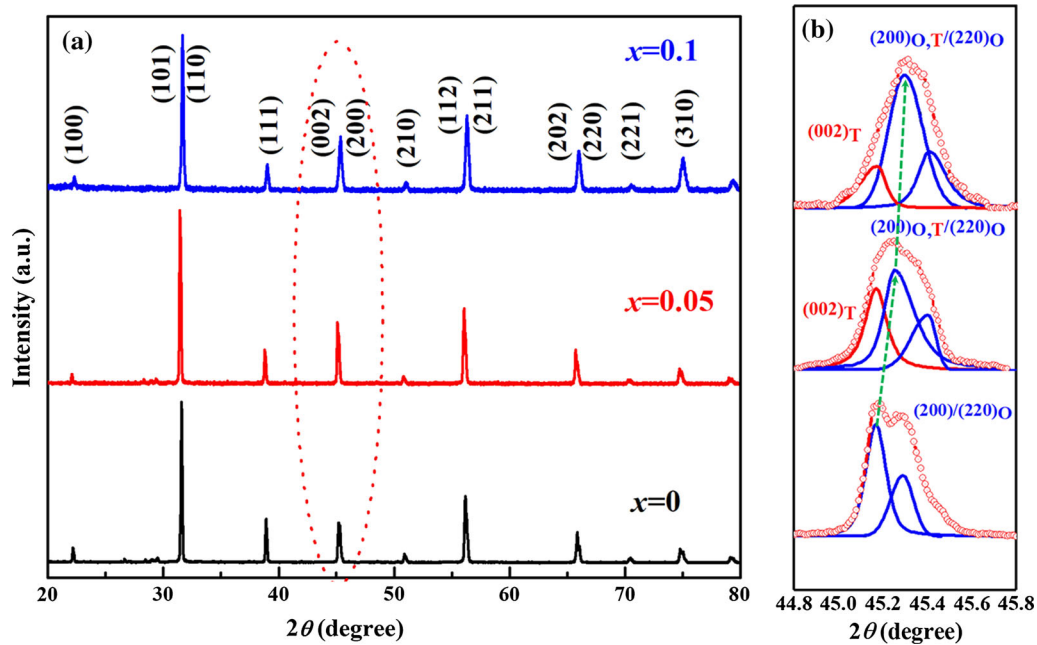 (a)
x=0.1
(100)
(101)
(110)
(111)
(002)
(200)
(210)
(112)
(211)
(202)
(220)
(221)
(310)
x=0.05
x=0
Intensity (a.u.)
20 30 40 50 60 70 80
2θ (degree)
(b)
(200)O,T/(220)O
(002)T
(200)O,T/(220)O
(002)T
(200)/(220)O
44.8 45.0 45.2 45.4 45.6 45.8
2θ (degree)